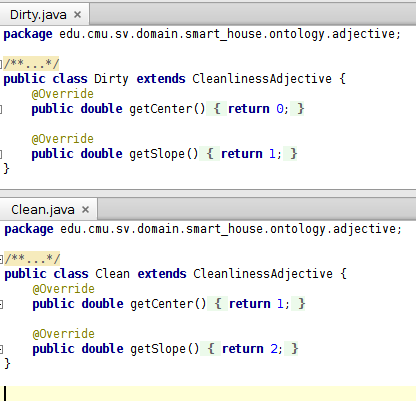 Dirty.java ×
package edu.cmu.sv.domain.smart_house.ontology.adjective;
/**...*/
public class Dirty extends CleanlinessAdjective {
@Override
public double getCenter() { return 0; }
@Override
public double getSlope() { return 1; }
}
Clean.java ×
package edu.cmu.sv.domain.smart_house.ontology.adjective;
/**...*/
public class Clean extends CleanlinessAdjective {
@Override
public double getCenter() { return 1; }
@Override
public double getSlope() { return 2; }
}